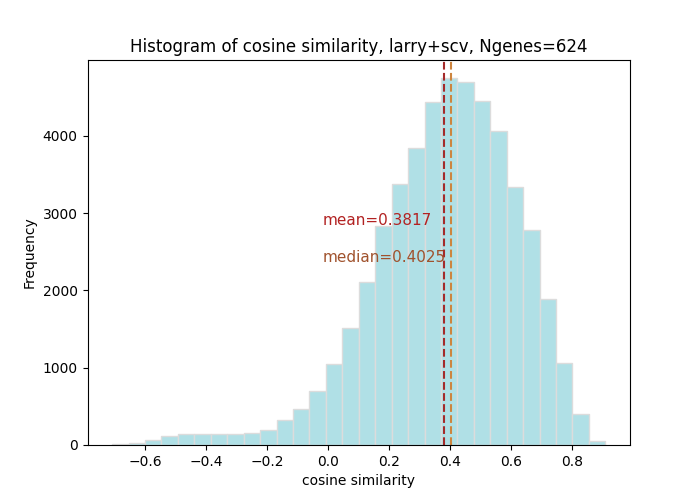 Histogram of cosine similarity, larry+scv, Ngenes=624
4000
3000
2000
1000
0
Frequency
mean=0.3817
median=0.4025
−0.6 −0.4 −0.2 0.0 0.2 0.4 0.6 0.8
cosine similarity